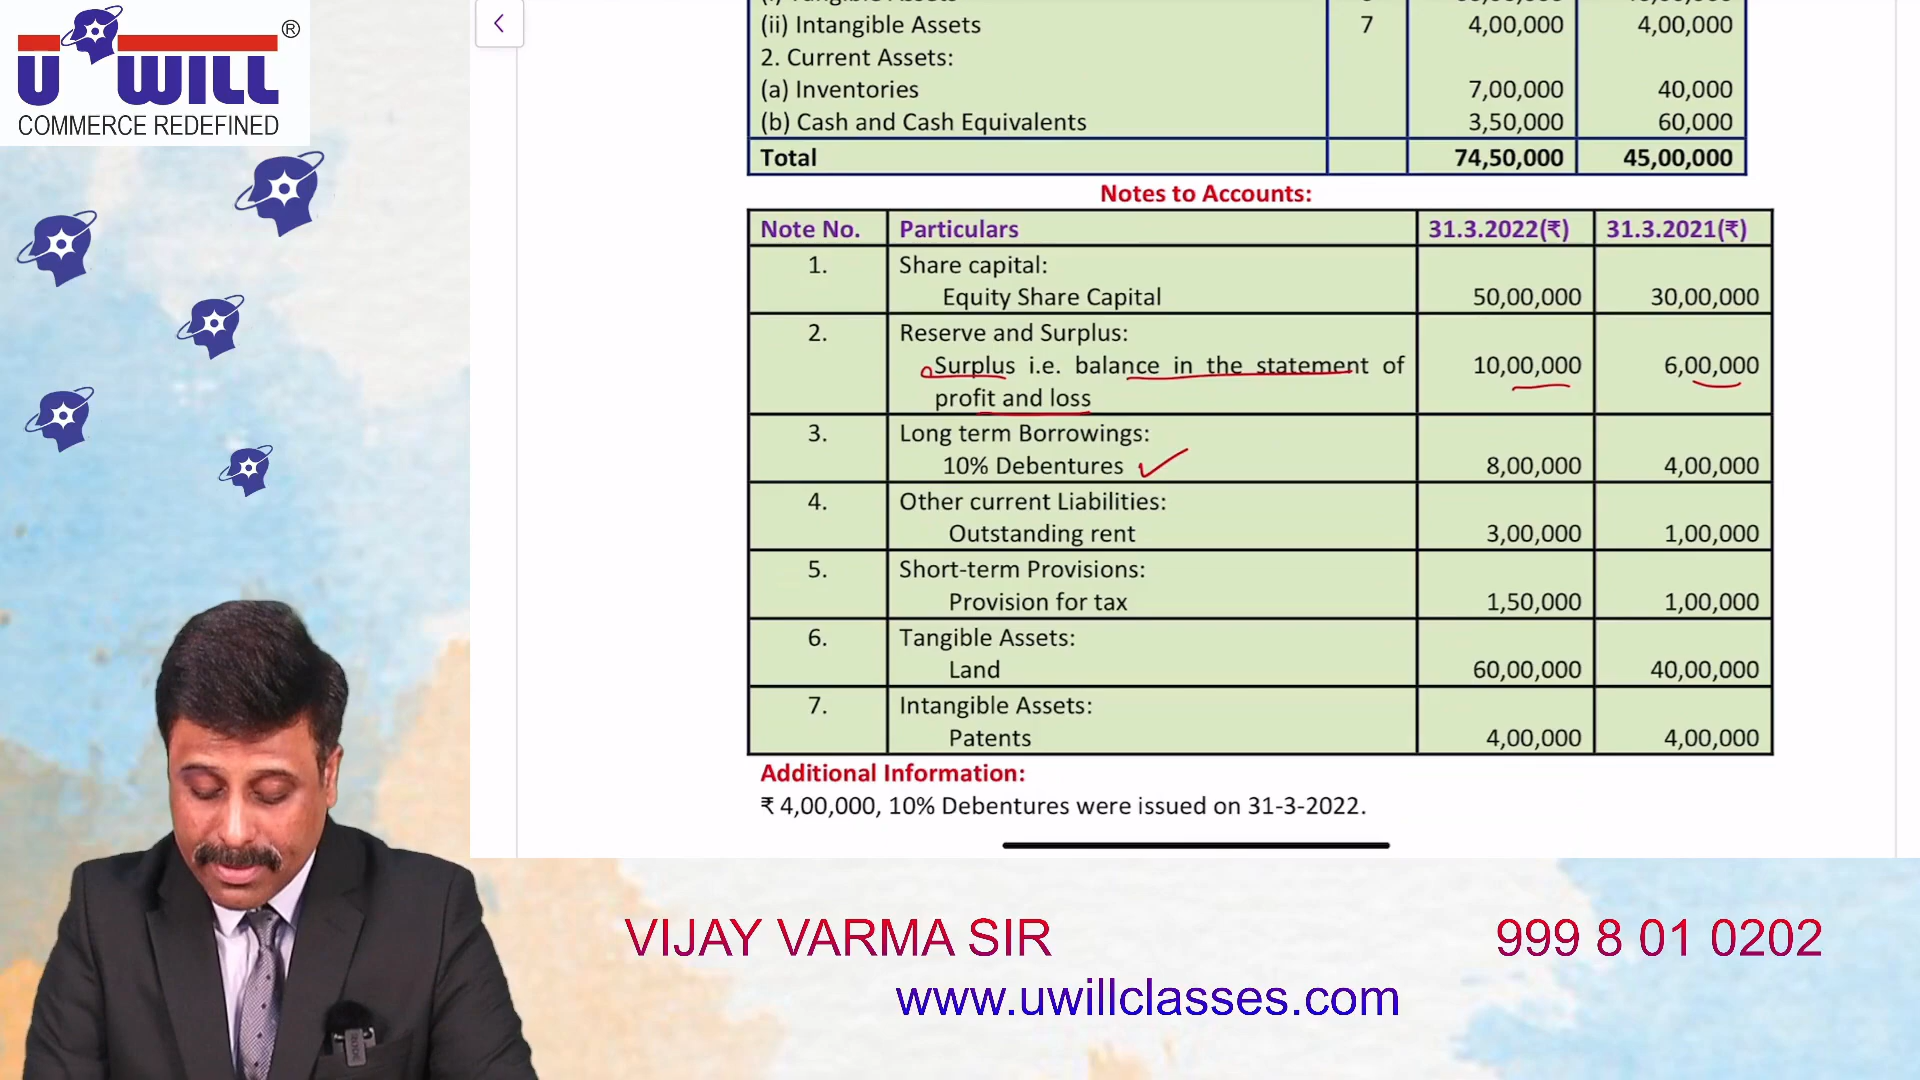 U WILL ®
COMMERCE REDEFINED
(ii) Intangible Assets 7 4,00,000 4,00,000
2. Current Assets:
(a) Inventories 7,00,000 40,000
(b) Cash and Cash Equivalents 3,50,000 60,000
Total 74,50,000 45,00,000
Notes to Accounts:
Note No. Particulars 31.3.2022(₹) 31.3.2021(₹)
1. Share capital:
Equity Share Capital 50,00,000 30,00,000
2. Reserve and Surplus:
Surplus i.e. balance in the statement of 10,00,000 6,00,000
profit and loss
3. Long term Borrowings:
10% Debentures 8,00,000 4,00,000
4. Other current Liabilities:
Outstanding rent 3,00,000 1,00,000
5. Short-term Provisions:
Provision for tax 1,50,000 1,00,000
6. Tangible Assets:
Land 60,00,000 40,00,000
7. Intangible Assets:
Patents 4,00,000 4,00,000
Additional Information:
₹ 4,00,000, 10% Debentures were issued on 31-3-2022.
VIJAY VARMA SIR 999 8 01 0202
www.uwillclasses.com